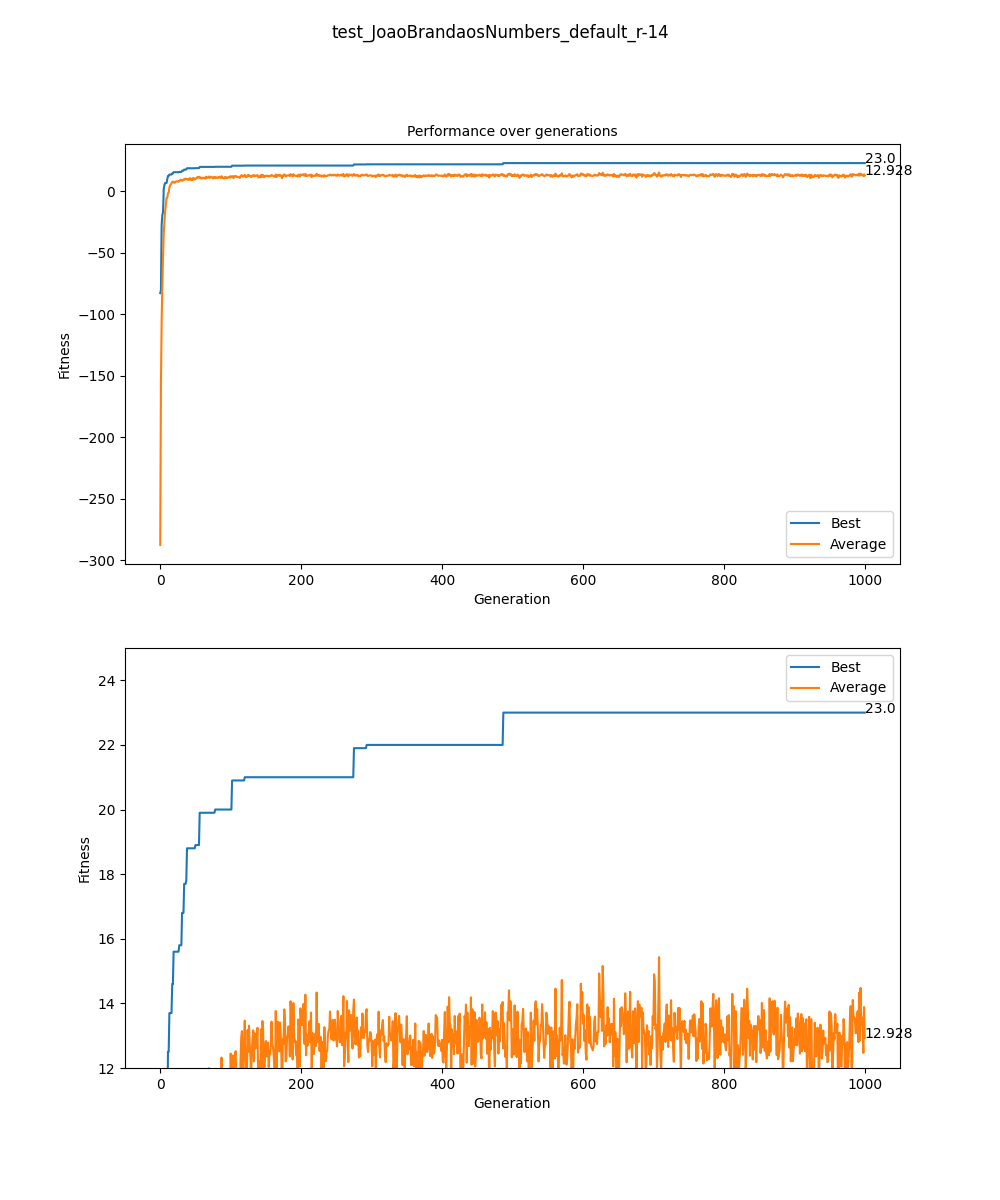 test_JoaoBrandaosNumbers_default_r-14
Performance over generations
23.0
12.928
0
−50
−100
−150
−200
−250
−300
Fitness
Best
Average
0 200 400 600 800 1000
Generation
Best
Average
23.0
12.928
24
22
20
18
16
14
12
Fitness
0 200 400 600 800 1000
Generation